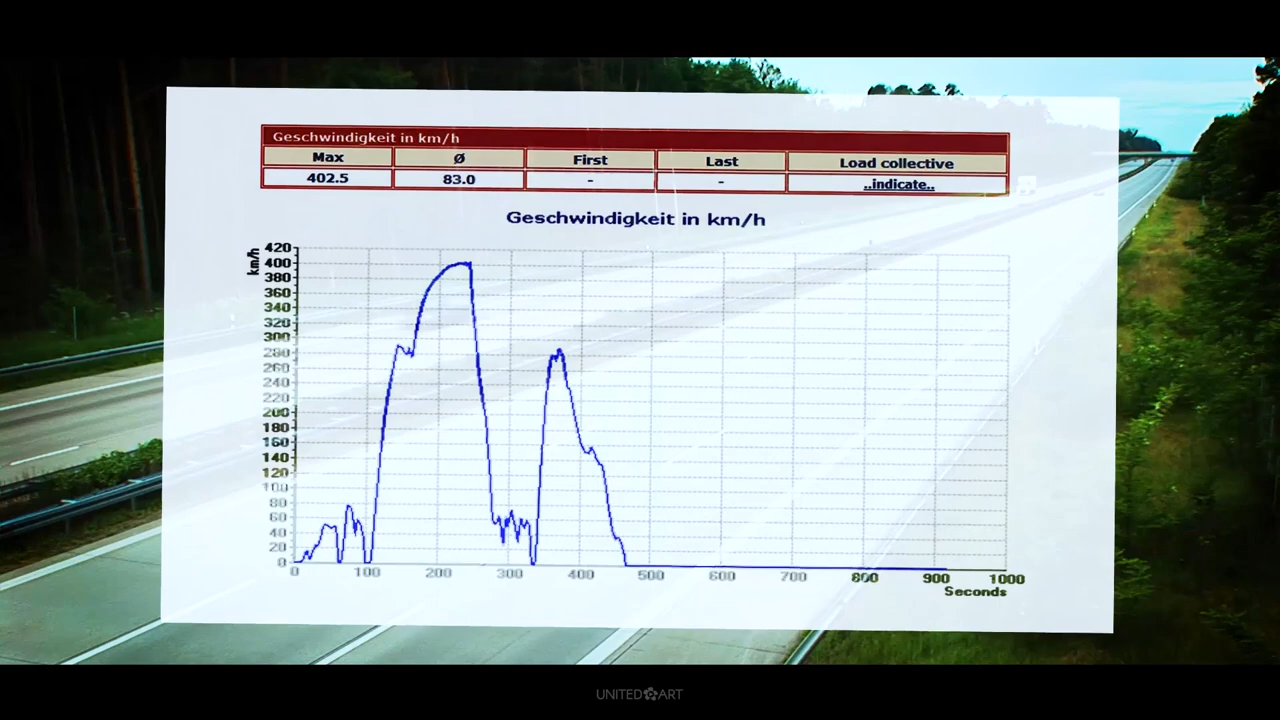 Geschwindigkeit in km/h
Max Ø First Last Load collective
402.5 83.0 - - ..indicate..
Geschwindigkeit in km/h
km/h
420
400
380
360
340
320
300
280
260
240
220
200
180
160
140
120
100
80
60
40
20
0
0 100 200 300 400 500 600 700 800 900 1000
Seconds
UNITED ART